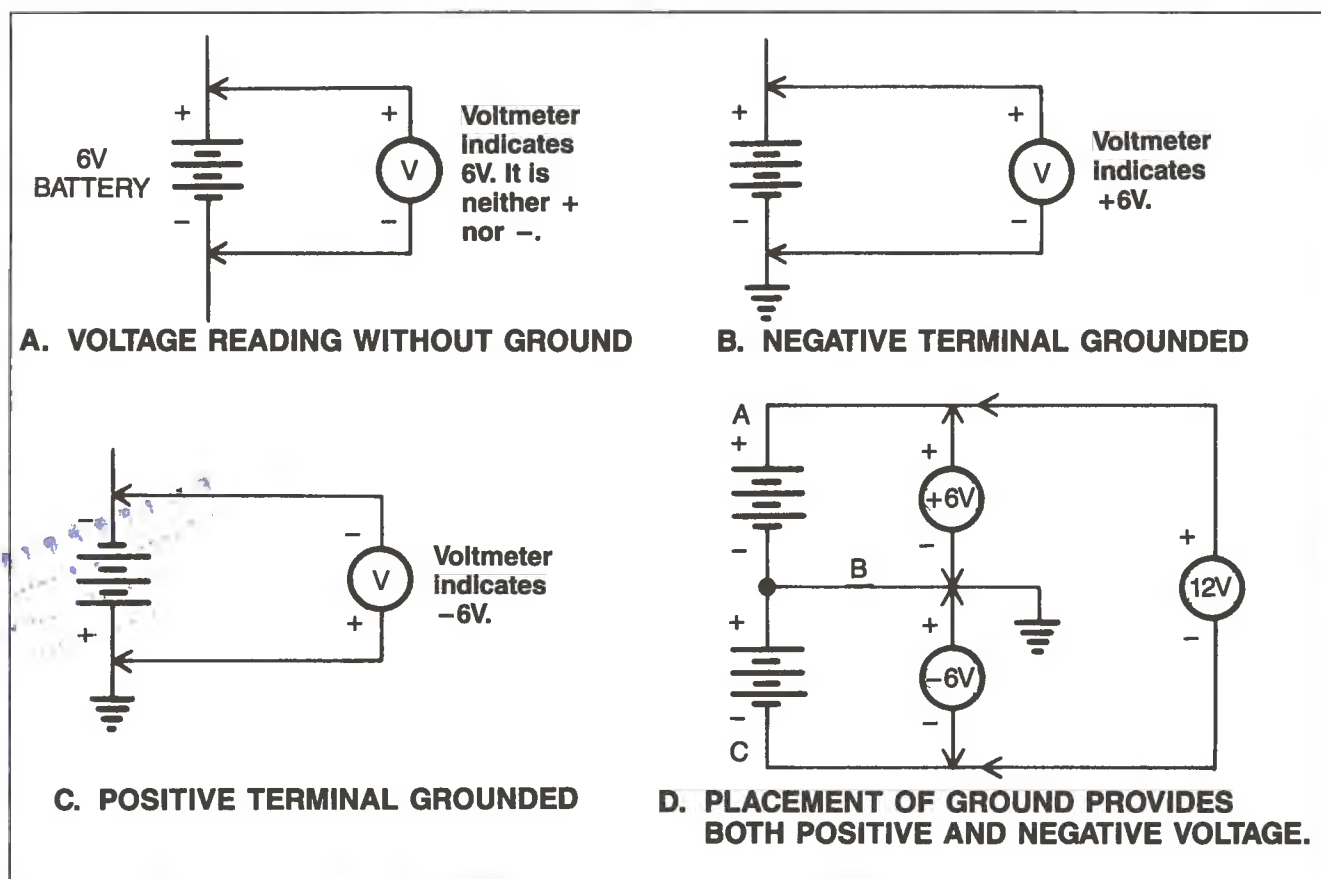 +
6V
BATTERY
−
+
V
−
Voltmeter
indicates
6V. It is
neither +
nor −.
A. VOLTAGE READING WITHOUT GROUND
+
−
+
V
−
Voltmeter
indicates
+6V.
B. NEGATIVE TERMINAL GROUNDED
−
+
−
V
+
Voltmeter
indicates
−6V.
C. POSITIVE TERMINAL GROUNDED
A
+
−
B
+
−
C
+
+6V
−
+
−6V
−
+
12V
−
D. PLACEMENT OF GROUND PROVIDES
BOTH POSITIVE AND NEGATIVE VOLTAGE.